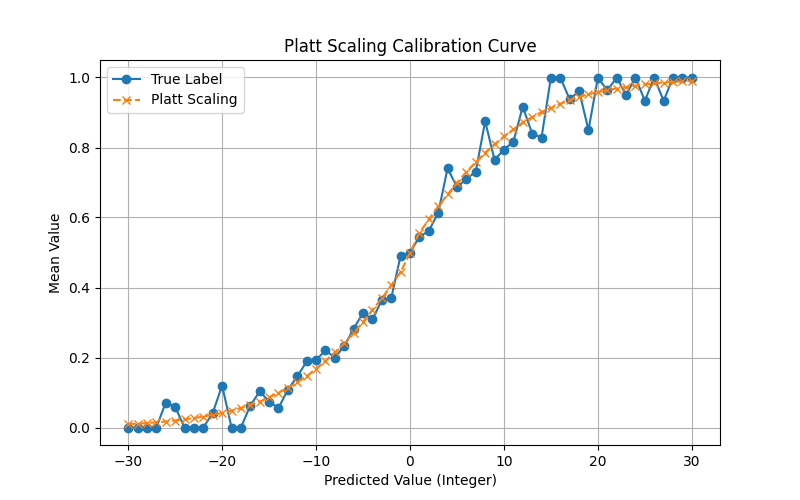 Platt Scaling Calibration Curve
True Label
Platt Scaling
Mean Value
1.0
0.8
0.6
0.4
0.2
0.0
−30 −20 −10 0 10 20 30
Predicted Value (Integer)